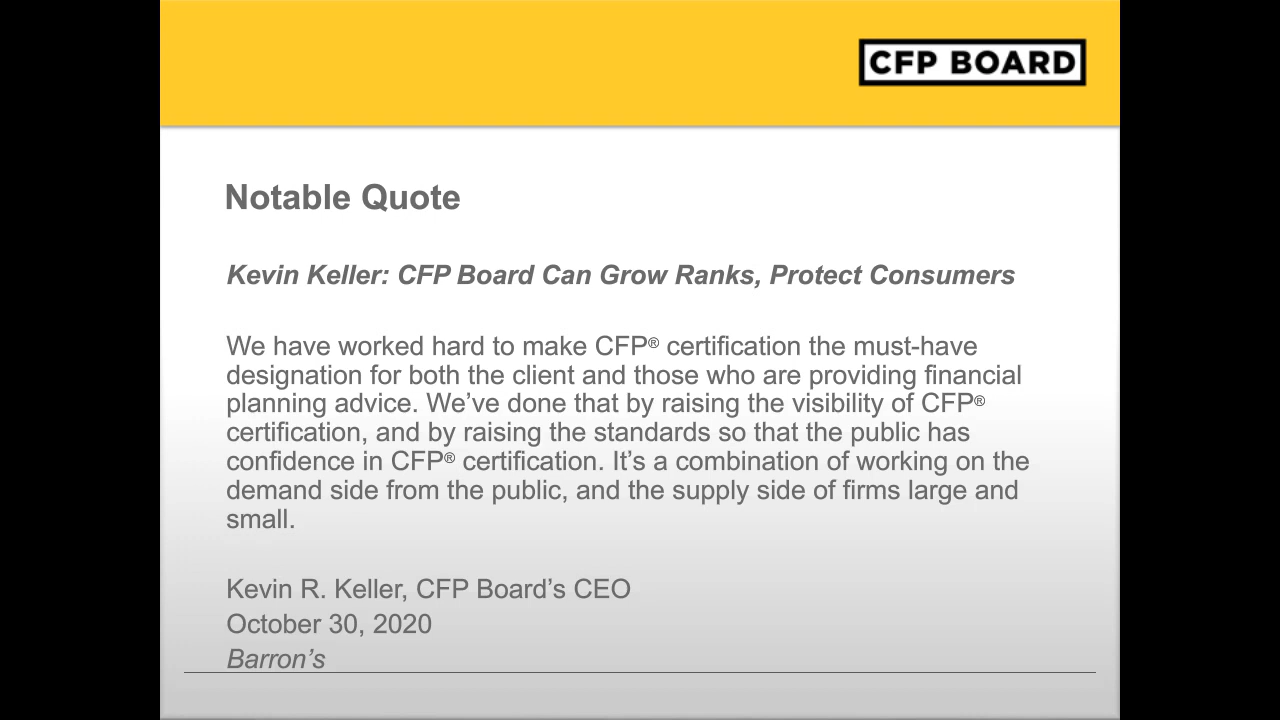 CFP BOARD
Notable Quote
Kevin Keller: CFP Board Can Grow Ranks, Protect Consumers
We have worked hard to make CFP® certification the must-have
designation for both the client and those who are providing financial
planning advice. We’ve done that by raising the visibility of CFP®
certification, and by raising the standards so that the public has
confidence in CFP® certification. It’s a combination of working on the
demand side from the public, and the supply side of firms large and
small.
Kevin R. Keller, CFP Board’s CEO
October 30, 2020
Barron’s